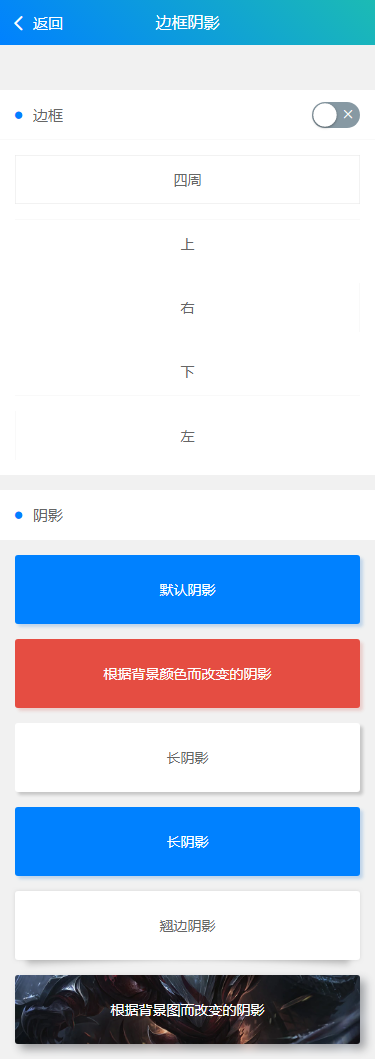 返回
边框阴影
边框
四周
上
右
下
左
阴影
默认阴影
根据背景颜色而改变的阴影
长阴影
长阴影
翘边阴影
根据背景图而改变的阴影